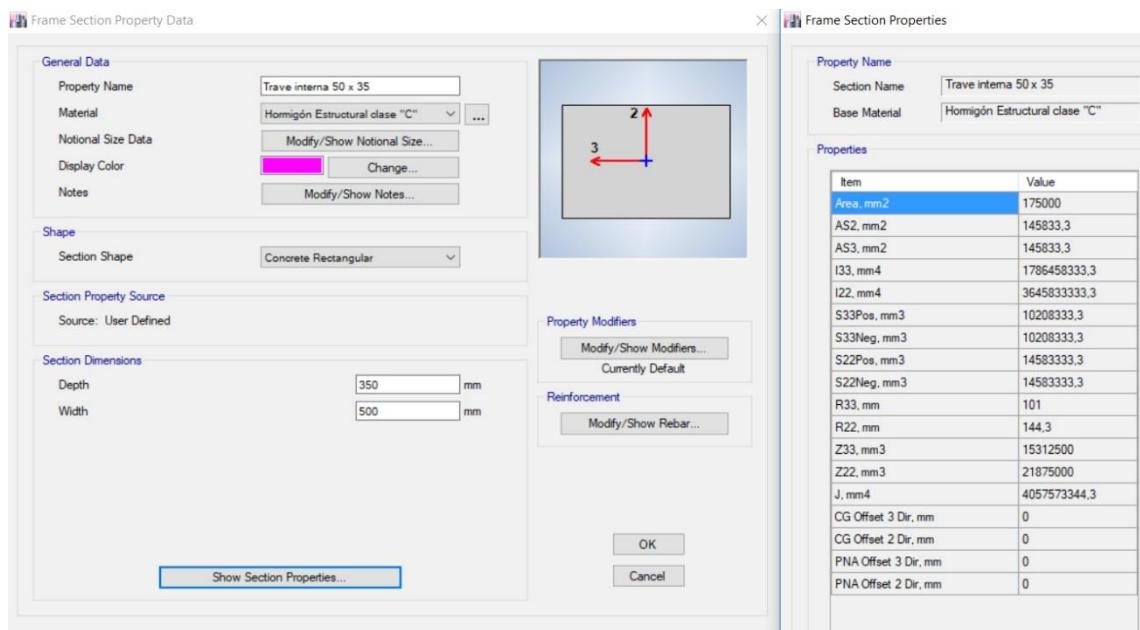 Frame Section Property Data
General Data
Property Name Trave interna 50 x 35
Material Hormigón Estructural clase "C" ...
Notional Size Data Modify/Show Notional Size...
Display Color Change...
Notes Modify/Show Notes...
Shape
Section Shape Concrete Rectangular
Section Property Source
Source: User Defined
Section Dimensions
Depth 350 mm
Width 500 mm
Show Section Properties...
2
3
Property Modifiers
Modify/Show Modifiers...
Currently Default
Reinforcement
Modify/Show Rebar...
OK
Cancel
Frame Section Properties
Property Name
Section Name Trave interna 50 x 35
Base Material Hormigón Estructural clase "C"
Properties
Item Value
Area, mm2 175000
AS2, mm2 145833,3
AS3, mm2 145833,3
I33, mm4 1786458333,3
I22, mm4 3645833333,3
S33Pos, mm3 10208333,3
S33Neg, mm3 10208333,3
S22Pos, mm3 14583333,3
S22Neg, mm3 14583333,3
R33, mm 101
R22, mm 144,3
Z33, mm3 15312500
Z22, mm3 21875000
J, mm4 4057573344,3
CG Offset 3 Dir, mm 0
CG Offset 2 Dir, mm 0
PNA Offset 3 Dir, mm 0
PNA Offset 2 Dir, mm 0